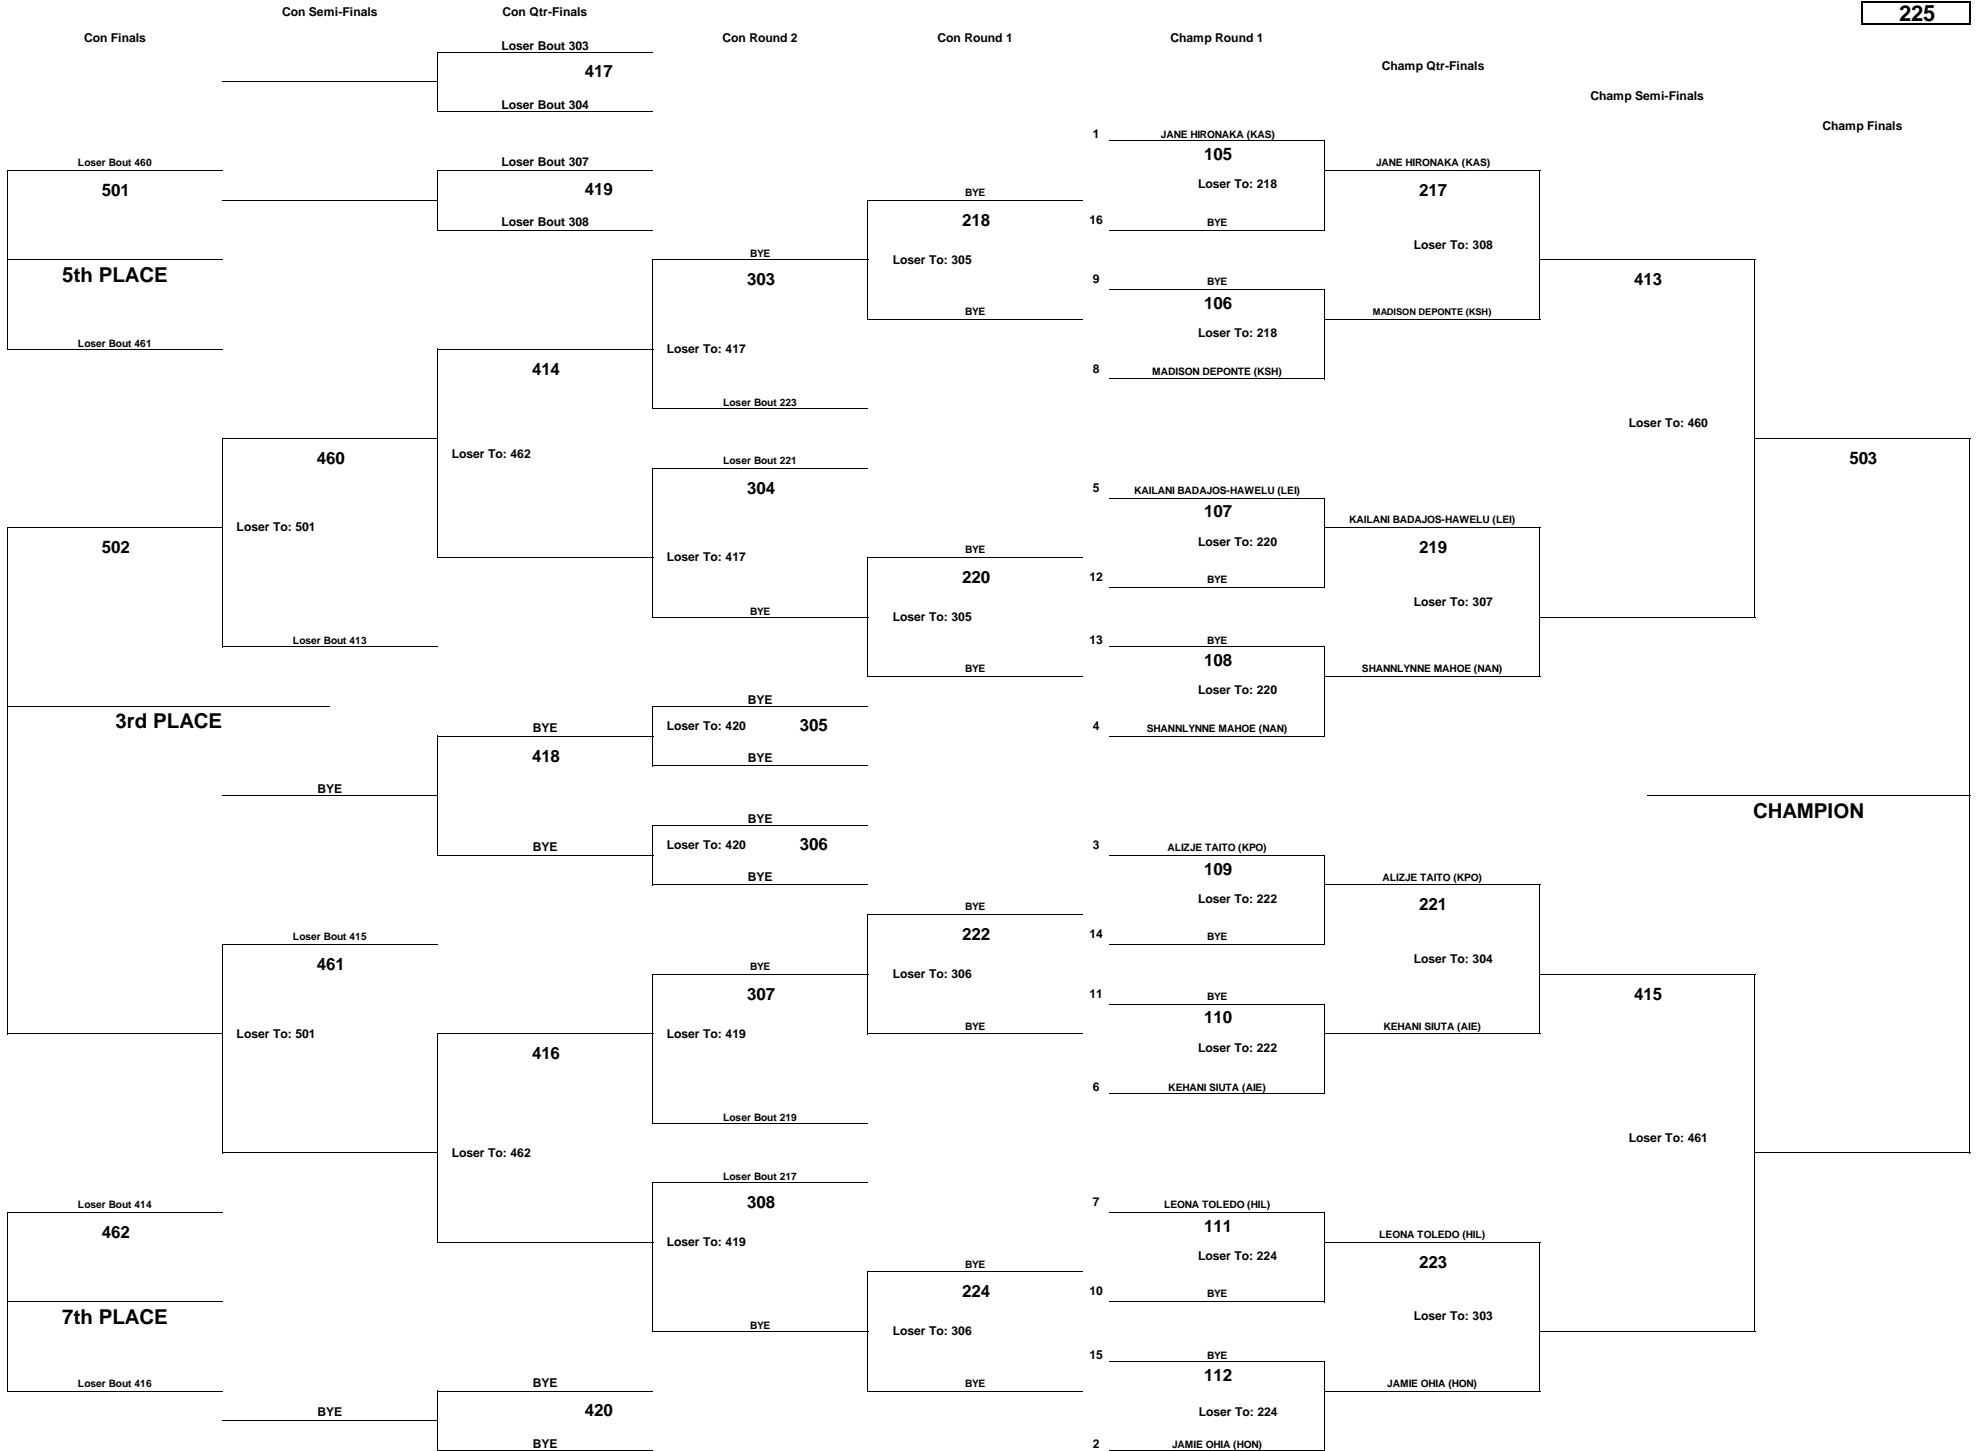 Con Semi-Finals
Con Qtr-Finals
225
Con Finals
Con Round 2
Con Round 1
Champ Round 1
Champ Qtr-Finals
Champ Semi-Finals
Champ Finals
Loser Bout 303
417
Loser Bout 304
Loser Bout 307
419
Loser Bout 308
Loser Bout 460
501
5th PLACE
Loser Bout 461
460
Loser To: 501
Loser Bout 413
502
3rd PLACE
BYE
Loser Bout 415
461
Loser To: 501
Loser Bout 414
462
7th PLACE
Loser Bout 416
BYE
414
Loser To: 462
BYE
418
BYE
416
Loser To: 462
BYE
420
BYE
BYE
303
Loser To: 417
Loser Bout 223
Loser Bout 221
304
Loser To: 417
BYE
BYE
Loser To: 420 305
BYE
BYE
Loser To: 420 306
BYE
BYE
307
Loser To: 419
Loser Bout 219
Loser Bout 217
308
Loser To: 419
BYE
BYE
218
Loser To: 305
BYE
BYE
220
Loser To: 305
BYE
BYE
222
Loser To: 306
BYE
BYE
224
Loser To: 306
BYE
1 JANE HIRONAKA (KAS)
105
Loser To: 218
16 BYE
9 BYE
106
Loser To: 218
8 MADISON DEPONTE (KSH)
5 KAILANI BADAJOS-HAWELU (LEI)
107
Loser To: 220
12 BYE
13 BYE
108
Loser To: 220
4 SHANNLYNNE MAHOE (NAN)
3 ALIZJE TAITO (KPO)
109
Loser To: 222
14 BYE
11 BYE
110
Loser To: 222
6 KEHANI SIUTA (AIE)
7 LEONA TOLEDO (HIL)
111
Loser To: 224
10 BYE
15 BYE
112
Loser To: 224
2 JAMIE OHIA (HON)
JANE HIRONAKA (KAS)
217
Loser To: 308
MADISON DEPONTE (KSH)
KAILANI BADAJOS-HAWELU (LEI)
219
Loser To: 307
SHANNLYNNE MAHOE (NAN)
ALIZJE TAITO (KPO)
221
Loser To: 304
KEHANI SIUTA (AIE)
LEONA TOLEDO (HIL)
223
Loser To: 303
JAMIE OHIA (HON)
413
Loser To: 460
415
Loser To: 461
503
CHAMPION